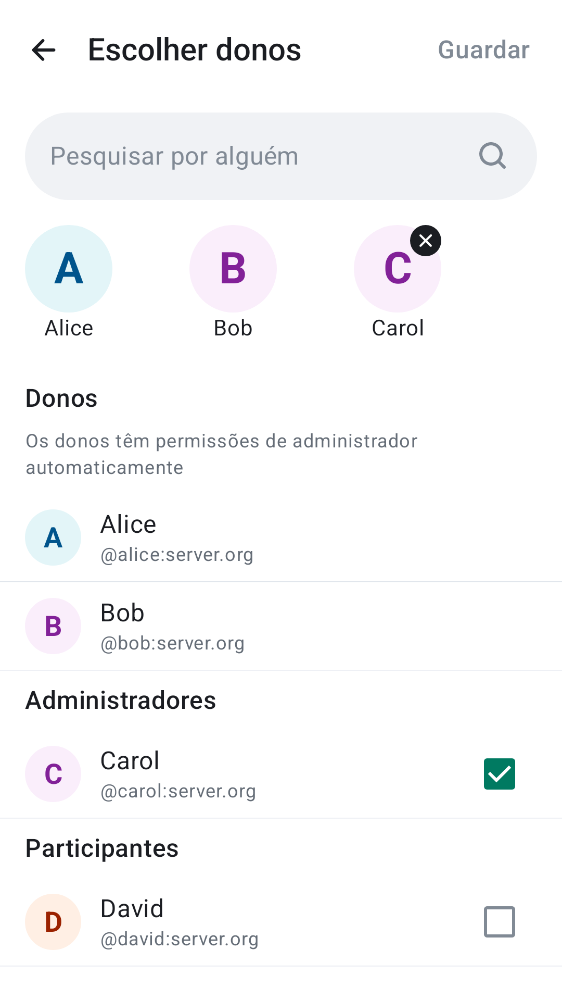 Escolher donos
Guardar
Pesquisar por alguém
A
B
C
Alice
Bob
Carol
Donos
Os donos têm permissões de administrador
automaticamente
A
Alice
@alice:server.org
B
Bob
@bob:server.org
Administradores
C
Carol
@carol:server.org
Participantes
D
David
@david:server.org